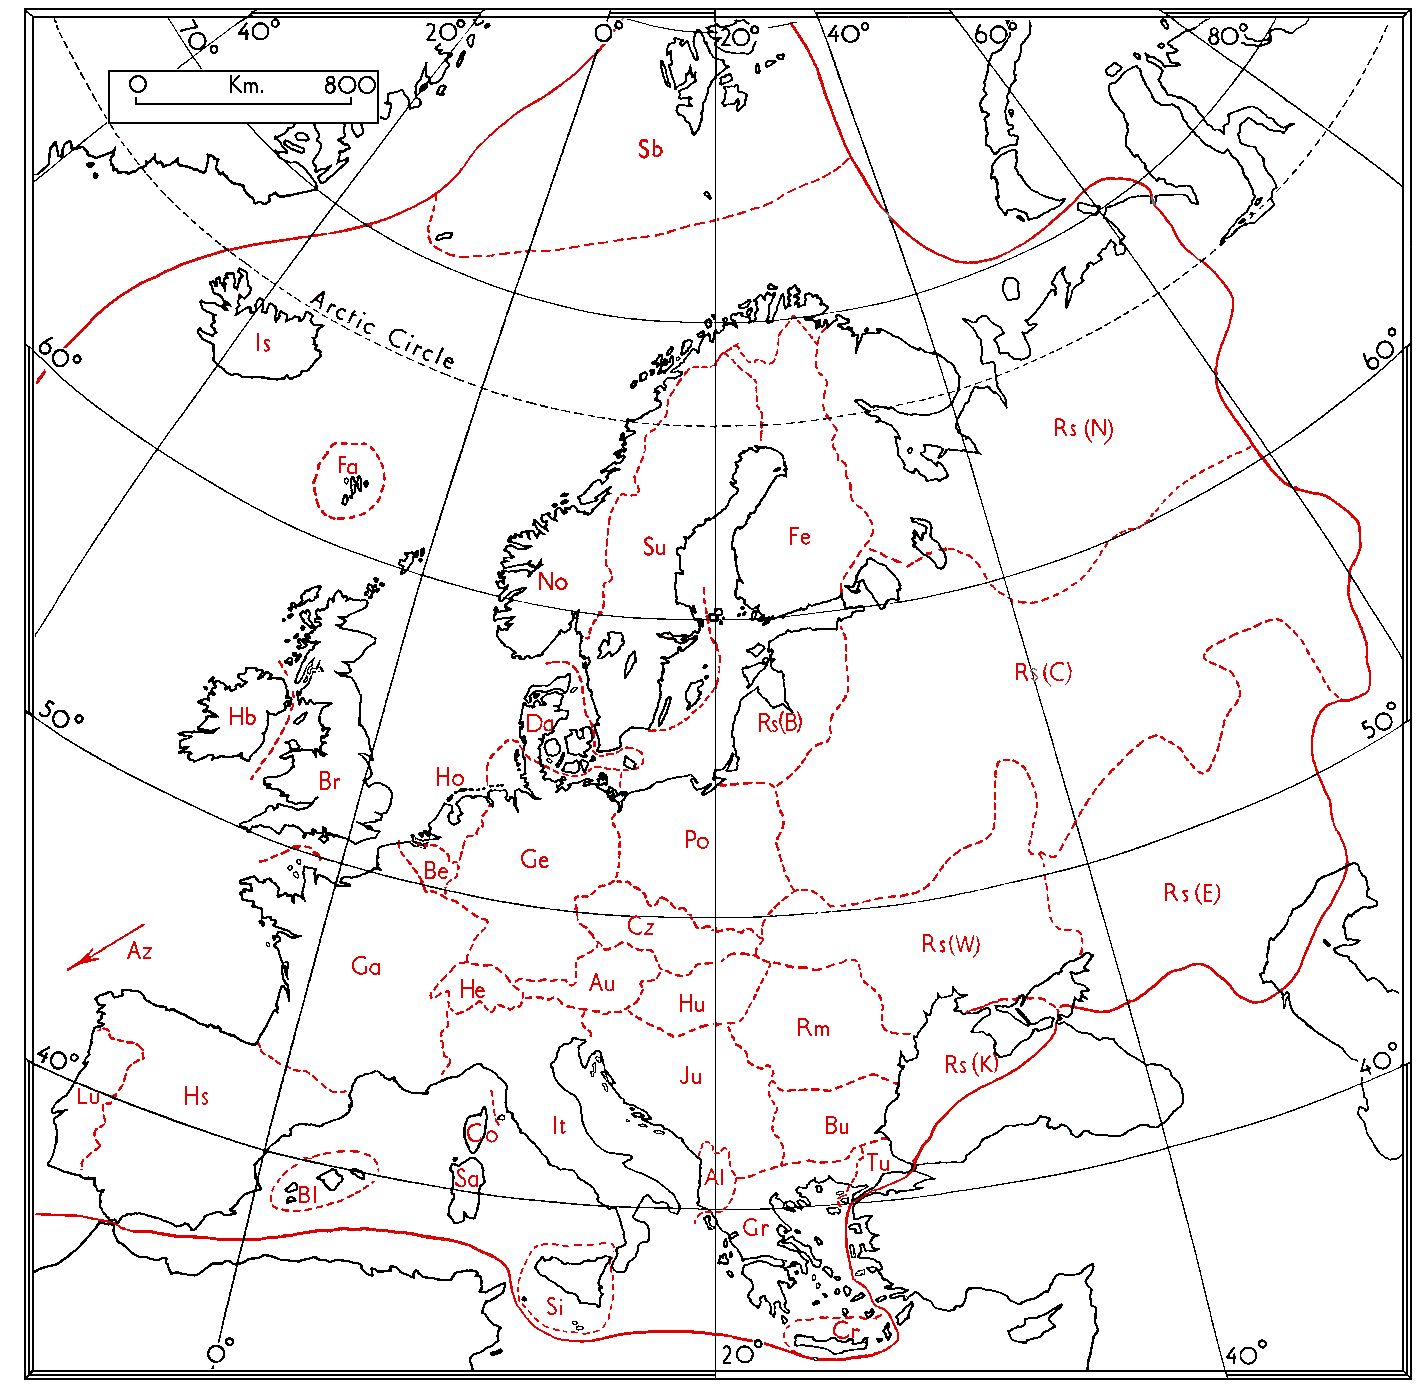 70° 40° 20° 0° 20° 40° 60° 80°
0 Km. 800
Sb
Arctic Circle
Is
60° 60°
Rs (N)
Fa
Su Fe
No
Rs (C)
Hb Da Rs(B)
50° 50°
Br Ho
Po
Ge
Be
Rs (E)
Cz
Rs(W)
Az
Ga
He Au
Hu
Rm
40° 40°
Rs (K)
Ju
Lu Hs
It Bu
Co
Tu
Sa Al
Bl
Gr
Si
Cr
0° 20° 40°